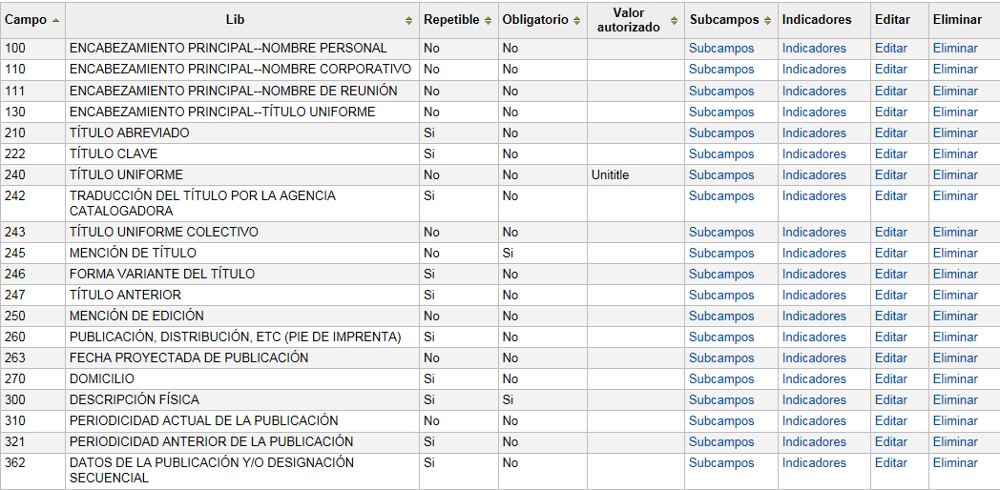 Campo Lib Repetible Obligatorio Valor autorizado Subcampos Indicadores Editar Eliminar
100 ENCABEZAMIENTO PRINCIPAL--NOMBRE PERSONAL No No Subcampos Indicadores Editar Eliminar
110 ENCABEZAMIENTO PRINCIPAL--NOMBRE CORPORATIVO No No Subcampos Indicadores Editar Eliminar
111 ENCABEZAMIENTO PRINCIPAL--NOMBRE DE REUNIÓN No No Subcampos Indicadores Editar Eliminar
130 ENCABEZAMIENTO PRINCIPAL--TÍTULO UNIFORME No No Subcampos Indicadores Editar Eliminar
210 TÍTULO ABREVIADO Si No Subcampos Indicadores Editar Eliminar
222 TÍTULO CLAVE Si No Subcampos Indicadores Editar Eliminar
240 TÍTULO UNIFORME No No Unititle Subcampos Indicadores Editar Eliminar
242 TRADUCCIÓN DEL TÍTULO POR LA AGENCIA Si No Subcampos Indicadores Editar Eliminar
CATALOGADORA
243 TÍTULO UNIFORME COLECTIVO No No Subcampos Indicadores Editar Eliminar
245 MENCIÓN DE TÍTULO No Si Subcampos Indicadores Editar Eliminar
246 FORMA VARIANTE DEL TÍTULO Si No Subcampos Indicadores Editar Eliminar
247 TÍTULO ANTERIOR Si No Subcampos Indicadores Editar Eliminar
250 MENCIÓN DE EDICIÓN No No Subcampos Indicadores Editar Eliminar
260 PUBLICACIÓN, DISTRIBUCIÓN, ETC (PIE DE IMPRENTA) Si No Subcampos Indicadores Editar Eliminar
263 FECHA PROYECTADA DE PUBLICACIÓN No No Subcampos Indicadores Editar Eliminar
270 DOMICILIO Si No Subcampos Indicadores Editar Eliminar
300 DESCRIPCIÓN FÍSICA Si Si Subcampos Indicadores Editar Eliminar
310 PERIODICIDAD ACTUAL DE LA PUBLICACIÓN No No Subcampos Indicadores Editar Eliminar
321 PERIODICIDAD ANTERIOR DE LA PUBLICACIÓN Si No Subcampos Indicadores Editar Eliminar
362 DATOS DE LA PUBLICACIÓN Y/O DESIGNACIÓN Si No Subcampos Indicadores Editar Eliminar
SECUENCIAL